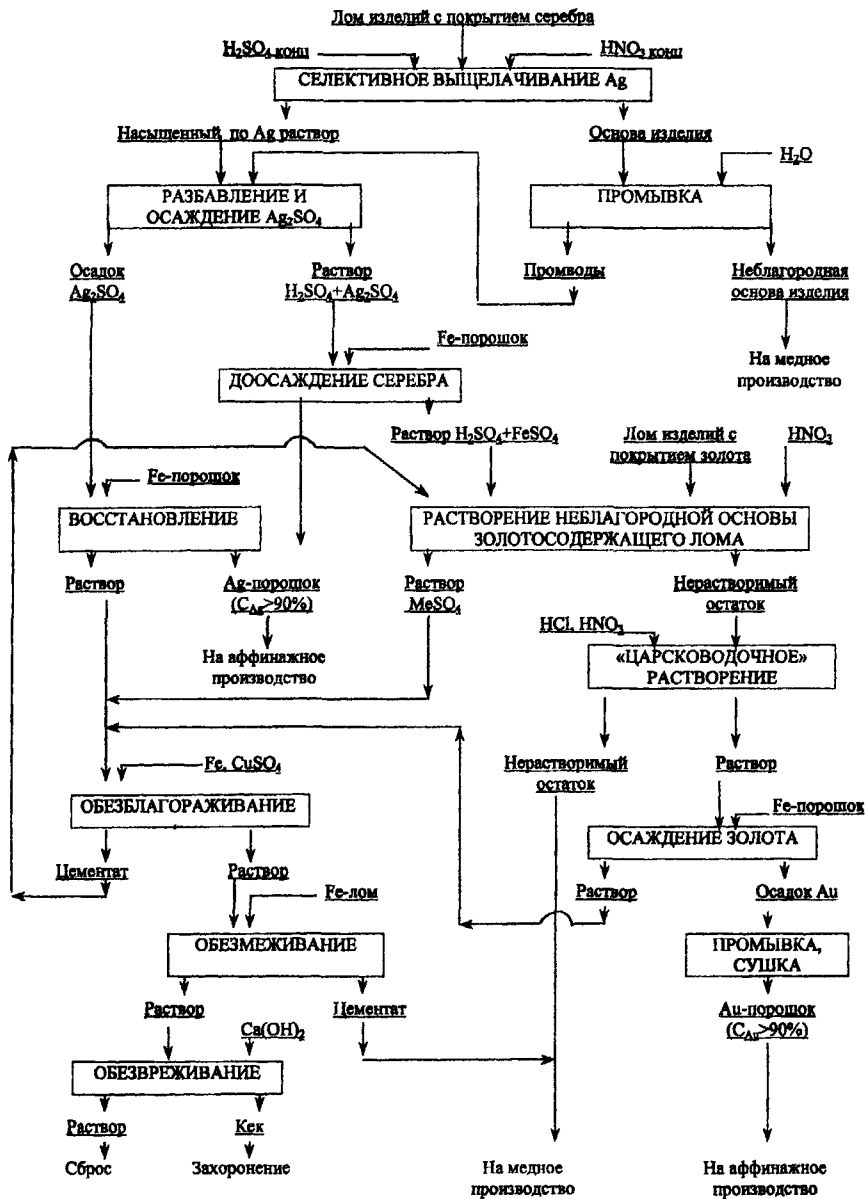 Лом изделий с покрытием серебра
H₂SO₄ конц
HNO₃ конц
СЕЛЕКТИВНОЕ ВЫЩЕЛАЧИВАНИЕ Ag
Насыщенный по Ag раствор
Основа изделия
H₂O
РАЗБАВЛЕНИЕ И
ОСАЖДЕНИЕ Ag₂SO₄
ПРОМЫВКА
Осадок
Ag₂SO₄
Раствор
H₂SO₄+Ag₂SO₄
Промводы
Неблагородная
основа изделия
Fe-порошок
На медное
производство
ДООСАЖДЕНИЕ СЕРЕБРА
Раствор H₂SO₄+FeSO₄
Лом изделий с
покрытием золота
HNO₃
Fe-порошок
ВОССТАНОВЛЕНИЕ
РАСТВОРЕНИЕ НЕБЛАГОРОДНОЙ ОСНОВЫ
ЗОЛОТОСОДЕРЖАЩЕГО ЛОМА
Раствор
Ag-порошок
(C_Ag>90%)
Раствор
MeSO₄
Нерастворимый
остаток
HCl, HNO₃
На аффинажное
производство
«ЦАРСКОВОДОЧНОЕ»
РАСТВОРЕНИЕ
Fe, CuSO₄
Нерастворимый
остаток
Раствор
ОБЕЗБЛАГОРАЖИВАНИЕ
Fe-порошок
ОСАЖДЕНИЕ ЗОЛОТА
Цементат
Раствор
Fe-лом
Раствор
Осадок Au
ОБЕЗМЕЖИВАНИЕ
ПРОМЫВКА,
СУШКА
Раствор
Цементат
Ca(OH)₂
Au-порошок
(C_Au>90%)
ОБЕЗВРЕЖИВАНИЕ
Раствор
Кек
Сброс
Захоронение
На медное
производство
На аффинажное
производство